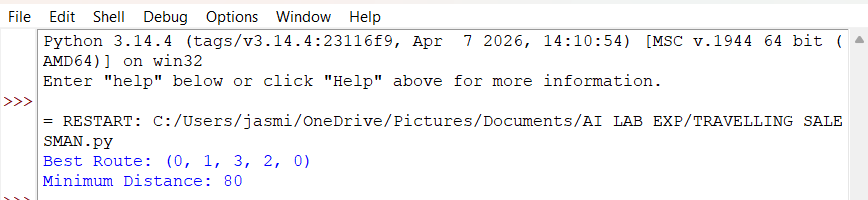 File Edit Shell Debug Options Window Help
Python 3.14.4 (tags/v3.14.4:23116f9, Apr  7 2026, 14:10:54) [MSC v.1944 64 bit (
AMD64)] on win32
Enter "help" below or click "Help" above for more information.
>>>
= RESTART: C:/Users/jasmi/OneDrive/Pictures/Documents/AI LAB EXP/TRAVELLING SALE
SMAN.py
Best Route: (0, 1, 3, 2, 0)
Minimum Distance: 80
>>>